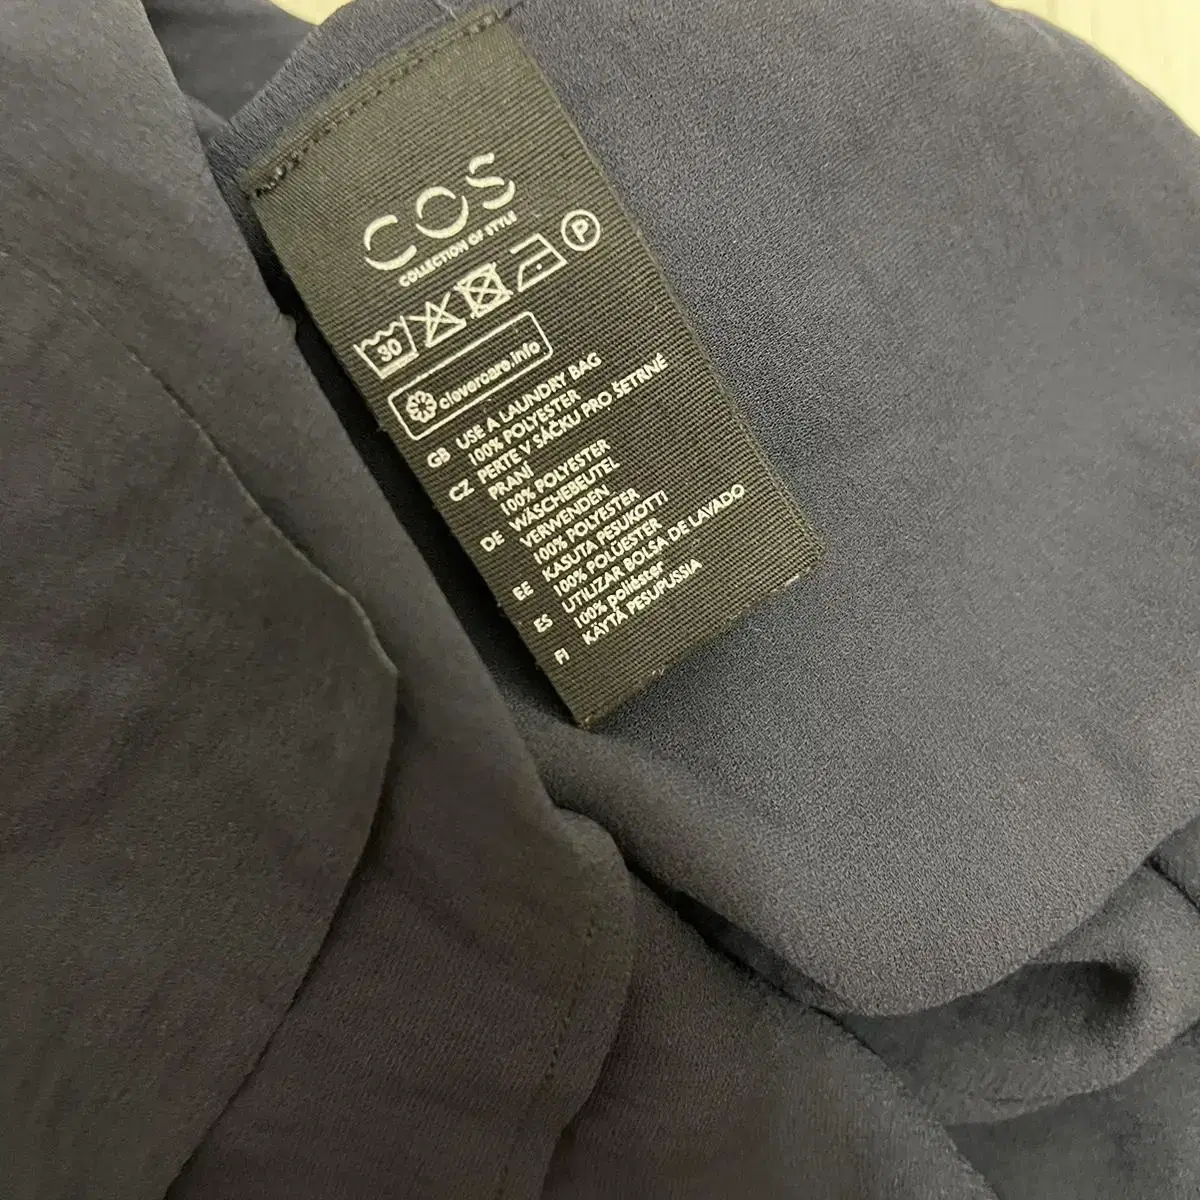 COS
COLLECTION OF STYLE
P
30
clevercare.info
GB USE A LAUNDRY BAG
100% POLYESTER
CZ PERTE V SÁČKU PRO ŠETRNÉ
PRANÍ
100% POLYESTER
DE WÄSCHEBEUTEL
VERWENDEN
100% POLYESTER
EE KASUTA PESUKOTTI
100% POLÜESTER
ES UTILIZAR BOLSA DE LAVADO
100% poliéster
FI KÄYTÄ PESUPUSSIA